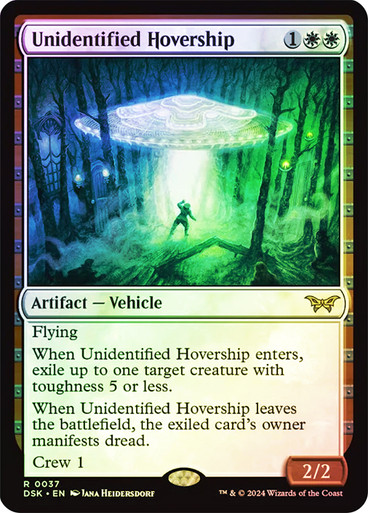 Unidentified Hovership 1
Artifact — Vehicle
Flying
When Unidentified Hovership enters,
exile up to one target creature with
toughness 5 or less.
When Unidentified Hovership leaves
the battlefield, the exiled card's owner
manifests dread.
Crew 1
2/2
R 0037
DSK • EN Jana Heidersdorf
™ & © 2024 Wizards of the Coast